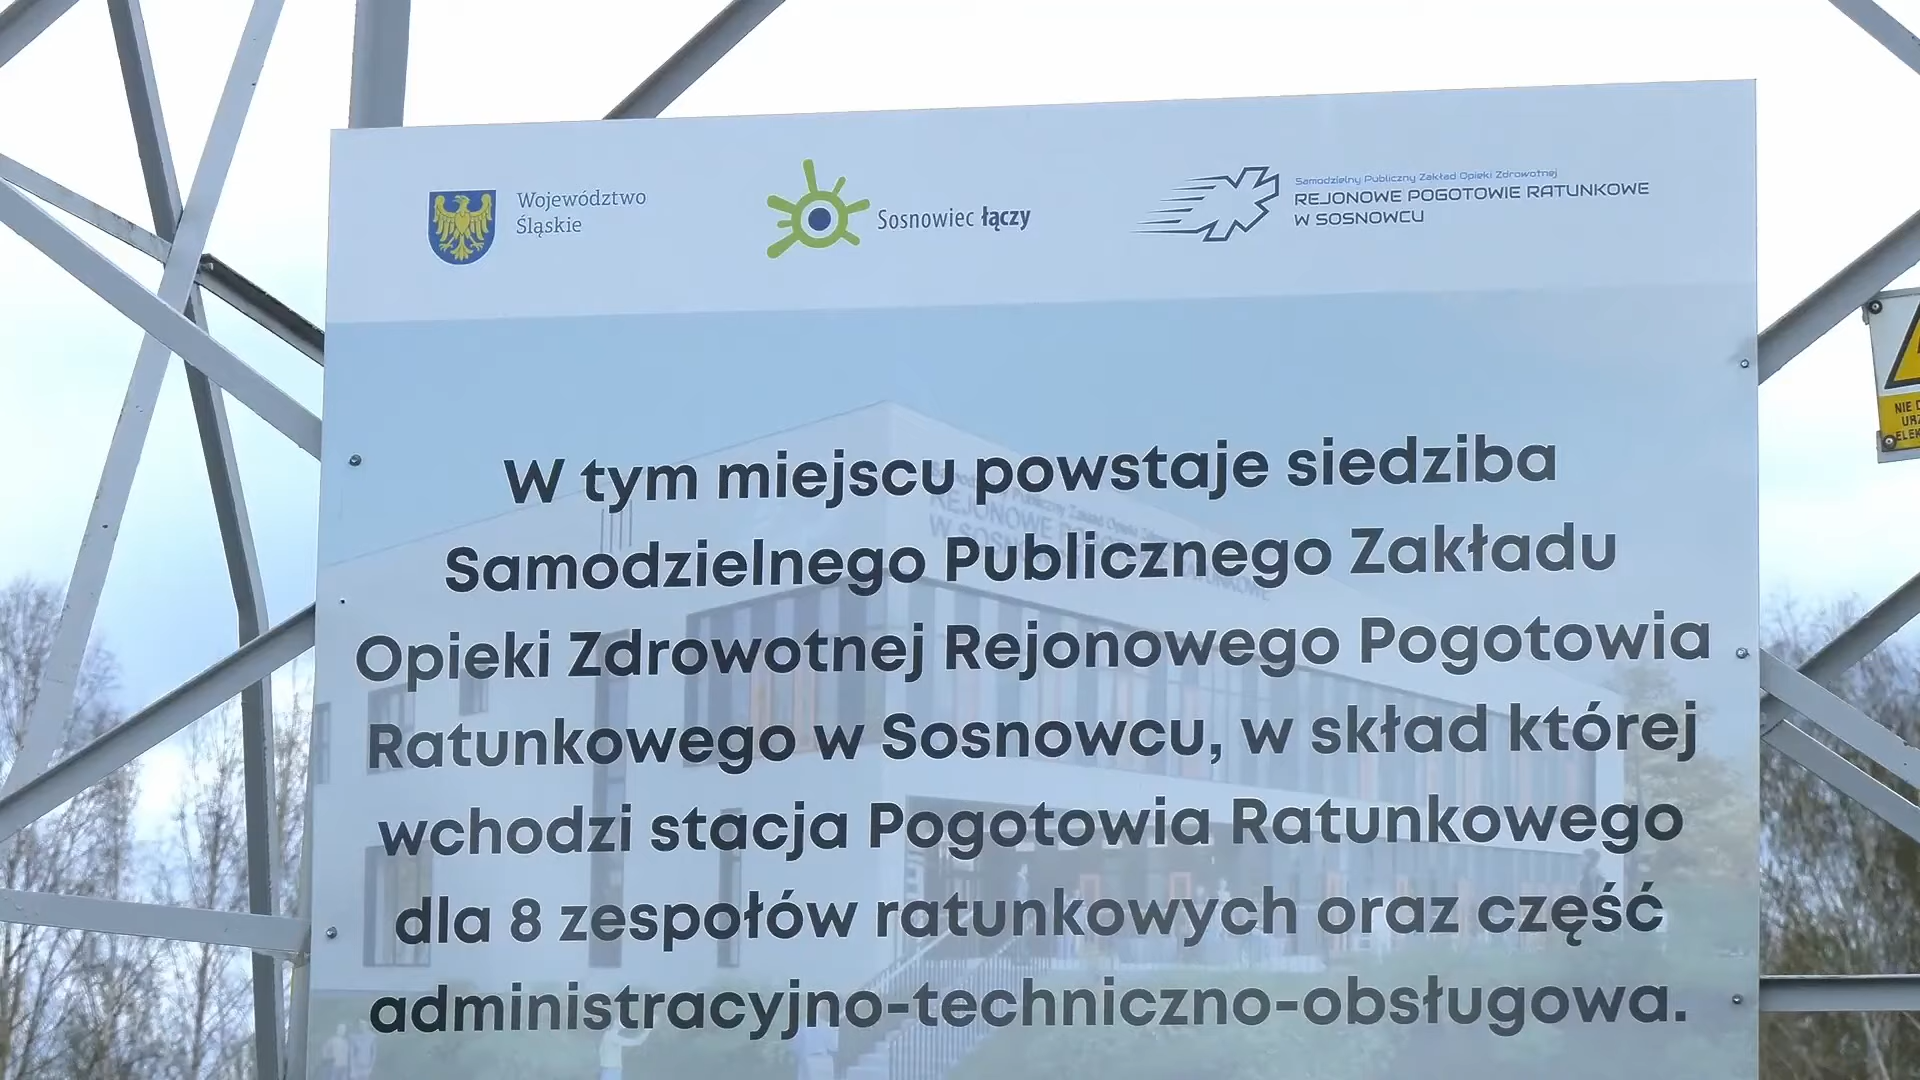 Województwo
Śląskie
Sosnowiec łączy
Samodzielny Publiczny Zakład Opieki Zdrowotnej
REJONOWE POGOTOWIE RATUNKOWE
W SOSNOWCU
W tym miejscu powstaje siedziba
Samodzielnego Publicznego Zakładu
Opieki Zdrowotnej Rejonowego Pogotowia
Ratunkowego w Sosnowcu, w skład której
wchodzi stacja Pogotowia Ratunkowego
dla 8 zespołów ratunkowych oraz część
administracyjno-techniczno-obsługowa.
NIE